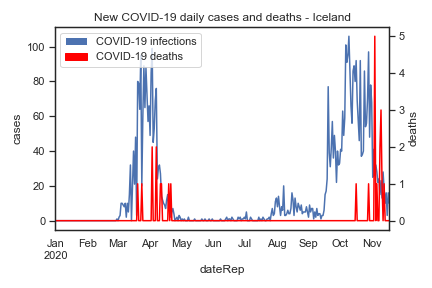 New COVID-19 daily cases and deaths - Iceland
COVID-19 infections
COVID-19 deaths
100
80
60
40
20
0
cases
5
4
3
2
1
0
deaths
Jan Feb Mar Apr May Jun Jul Aug Sep Oct Nov
2020
dateRep